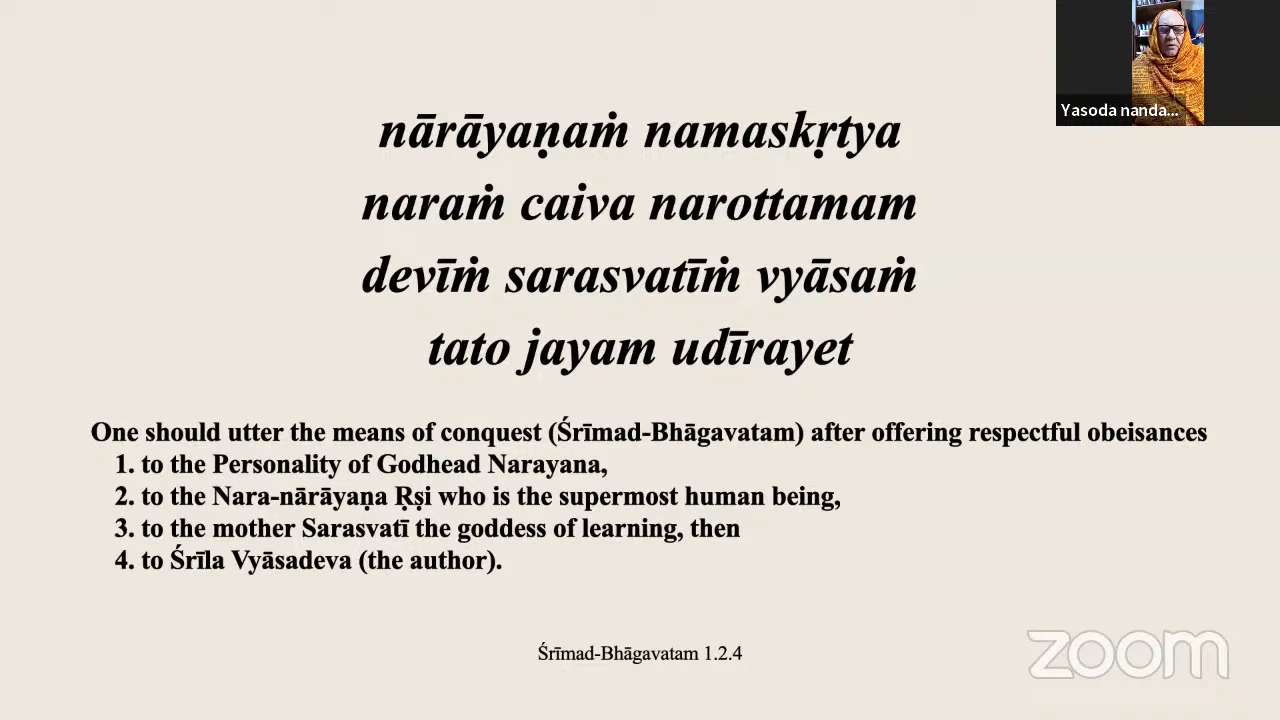 Yasoda nanda...
nārāyaṇaṁ namaskṛtya
naraṁ caiva narottamam
devīṁ sarasvatīṁ vyāsaṁ
tato jayam udīrayet
One should utter the means of conquest (Śrīmad-Bhāgavatam) after offering respectful obeisances
1. to the Personality of Godhead Narayana,
2. to the Nara-nārāyaṇa Ṛṣi who is the supermost human being,
3. to the mother Sarasvatī the goddess of learning, then
4. to Śrīla Vyāsadeva (the author).
Śrīmad-Bhāgavatam 1.2.4
zoom